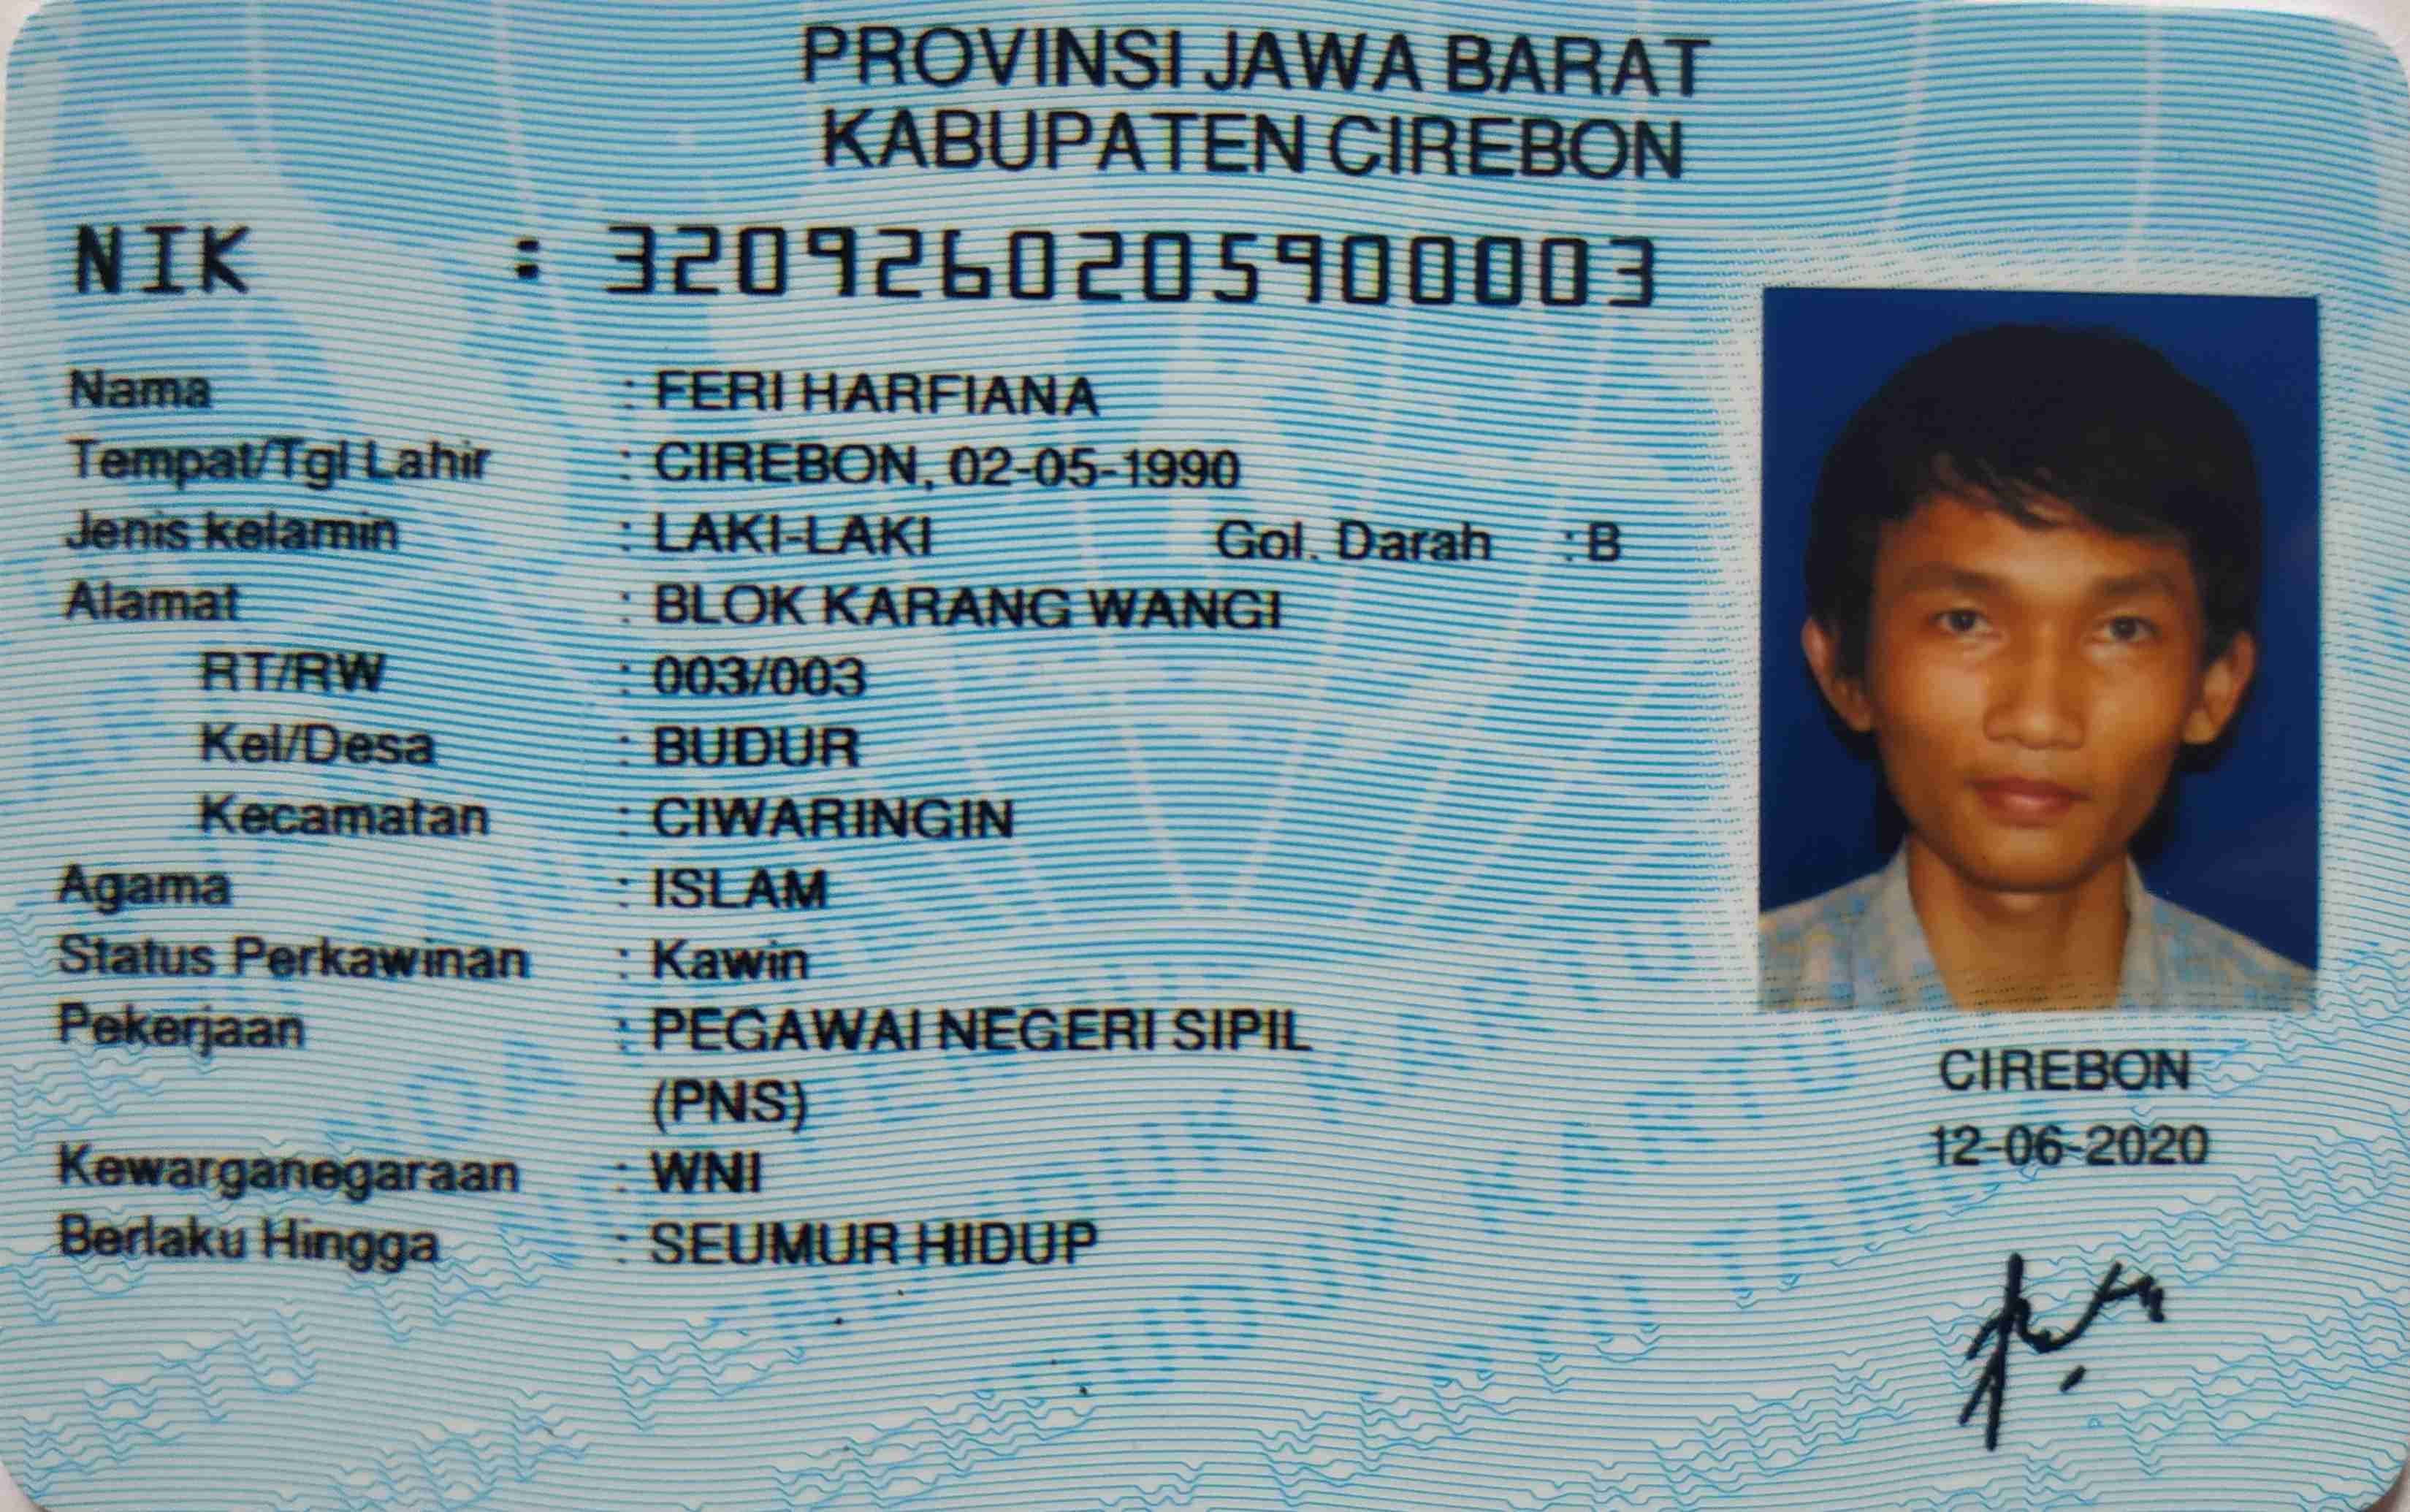 PROVINSI JAWA BARAT
KABUPATEN CIREBON
NIK : 3209260205900003
Nama : FERI HARFIANA
Tempat/Tgl Lahir : CIREBON, 02-05-1990
Jenis kelamin : LAKI-LAKI Gol. Darah : B
Alamat : BLOK KARANG WANGI
RT/RW : 003/003
Kel/Desa : BUDUR
Kecamatan : CIWARINGIN
Agama : ISLAM
Status Perkawinan : Kawin
Pekerjaan : PEGAWAI NEGERI SIPIL
(PNS)
Kewarganegaraan : WNI
Berlaku Hingga : SEUMUR HIDUP
CIREBON
12-06-2020